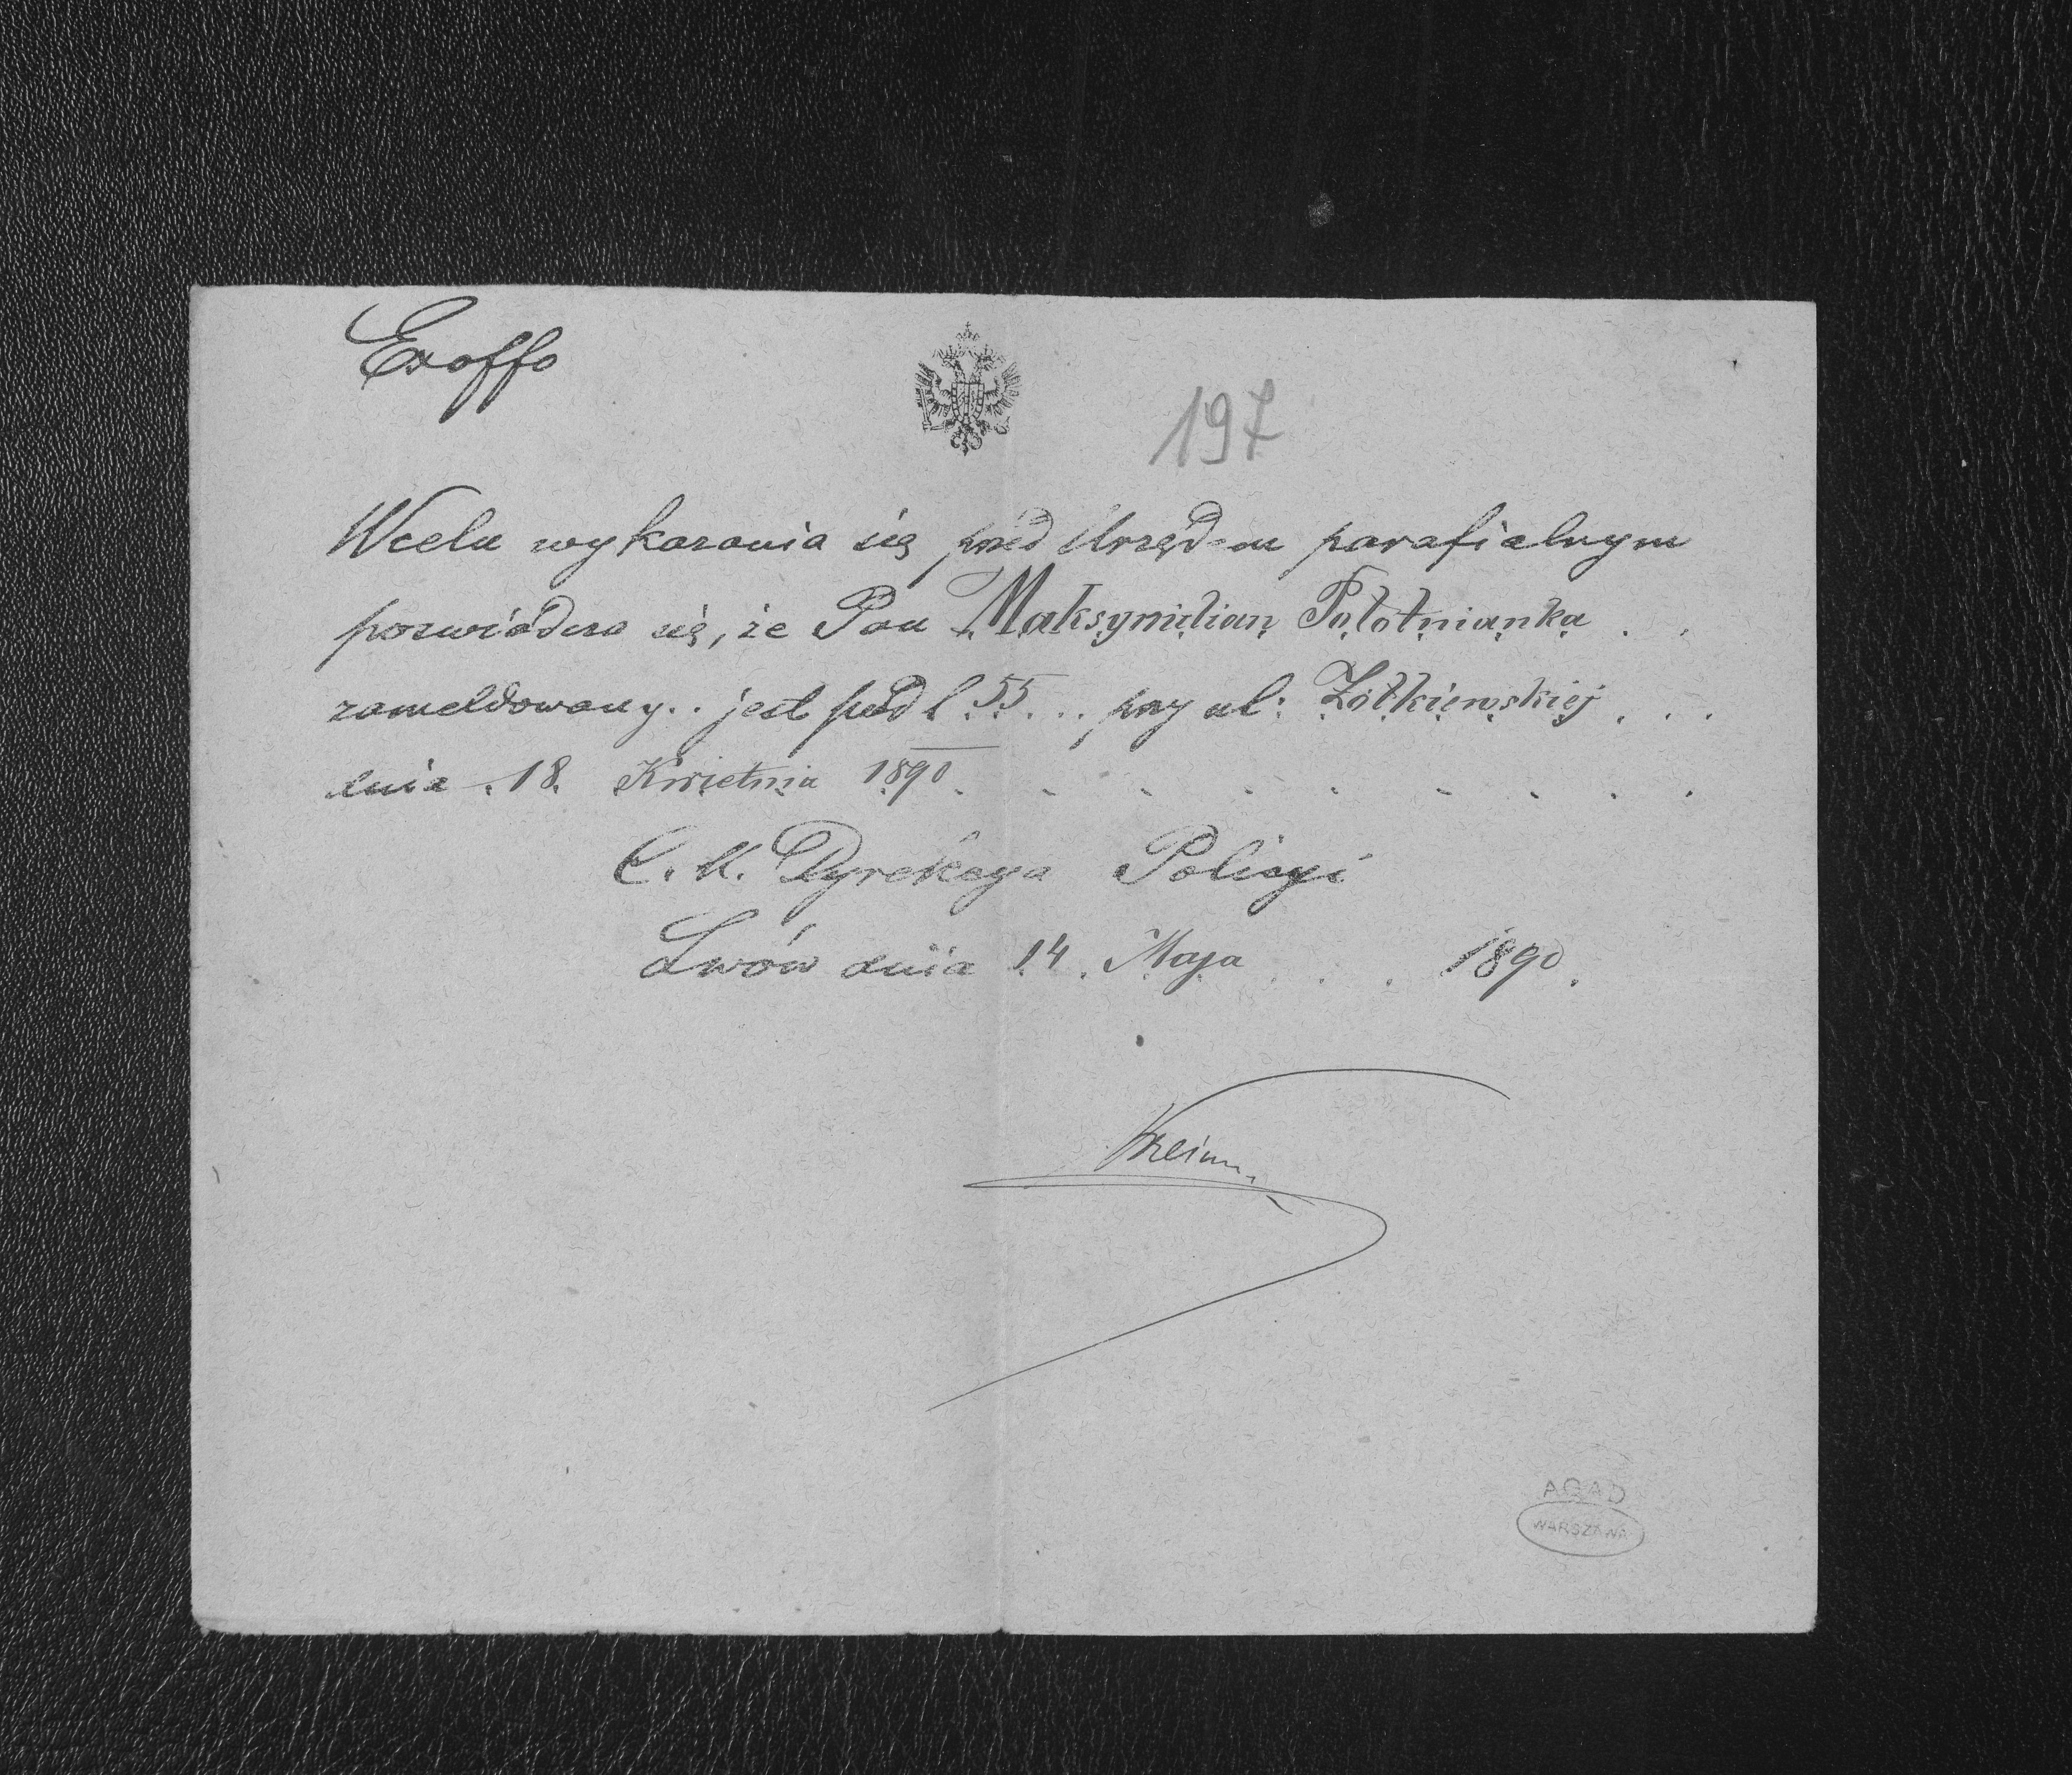 Exoffo
197
W celu wykazania się przed Urzędem parafialnym
poświadcza się, że Pan Maksymilian Połotnianka . .
zameldowany . . jest pod l. 55 . . . przy ul: Żółkiewskiej . . .
dnia . 18. Kwietnia 1890 . . . . . . . . .
C. K. Dyrekcya Policyi
Lwów dnia 14. Maja . . . 1890.
AGAD
WARSZAWA